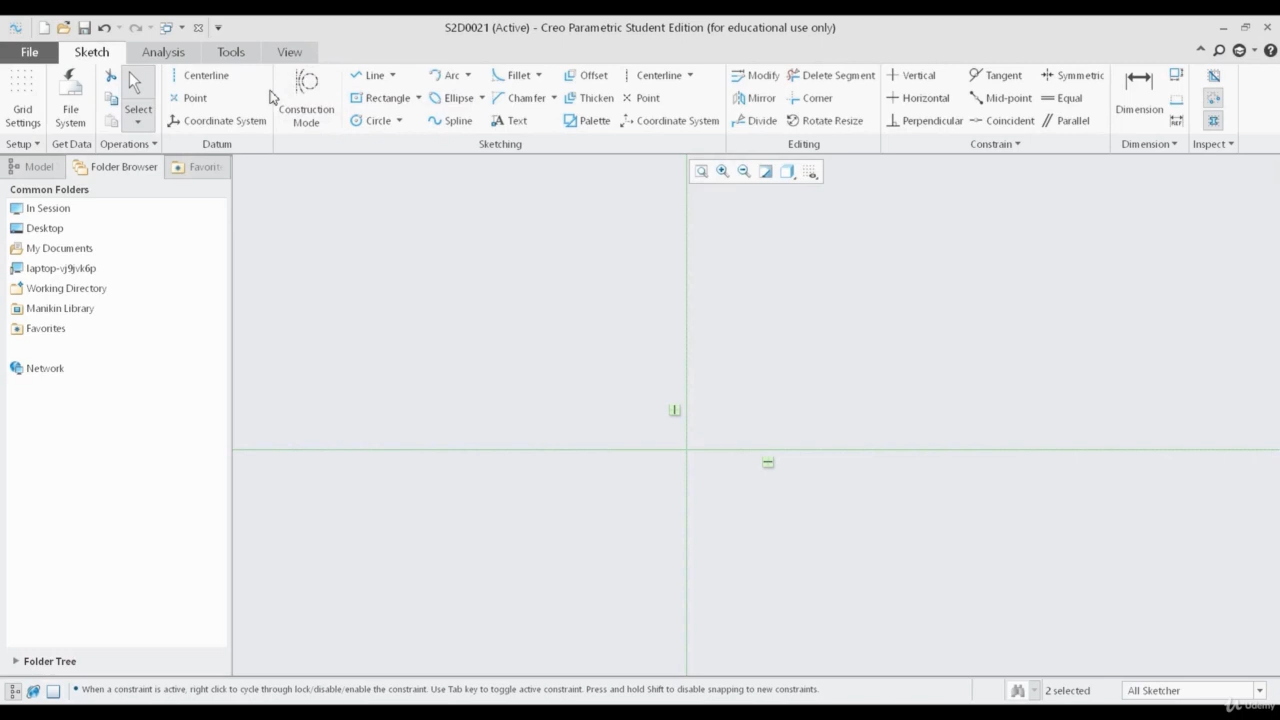 S2D0021 (Active) - Creo Parametric Student Edition (for educational use only)
File Sketch Analysis Tools View
Centerline Line Arc Fillet Offset Centerline Modify Delete Segment Vertical Tangent Symmetric
Point Rectangle Ellipse Chamfer Thicken Point Mirror Corner Horizontal Mid-point Equal
Grid Settings File System Select Construction Mode Dimension
Coordinate System Circle Spline Text Palette Coordinate System Divide Rotate Resize Perpendicular Coincident Parallel
REF
Setup Get Data Operations Datum Sketching Editing Constrain Dimension Inspect
Model Folder Browser Favorit
Common Folders
In Session
Desktop
My Documents
laptop-vj9jvk6p
Working Directory
Manikin Library
Favorites
Network
Folder Tree
• When a constraint is active, right click to cycle through lock/disable/enable the constraint. Use Tab key to toggle active constraint. Press and hold Shift to disable snapping to new constraints.
2 selected
All Sketcher
Udemy